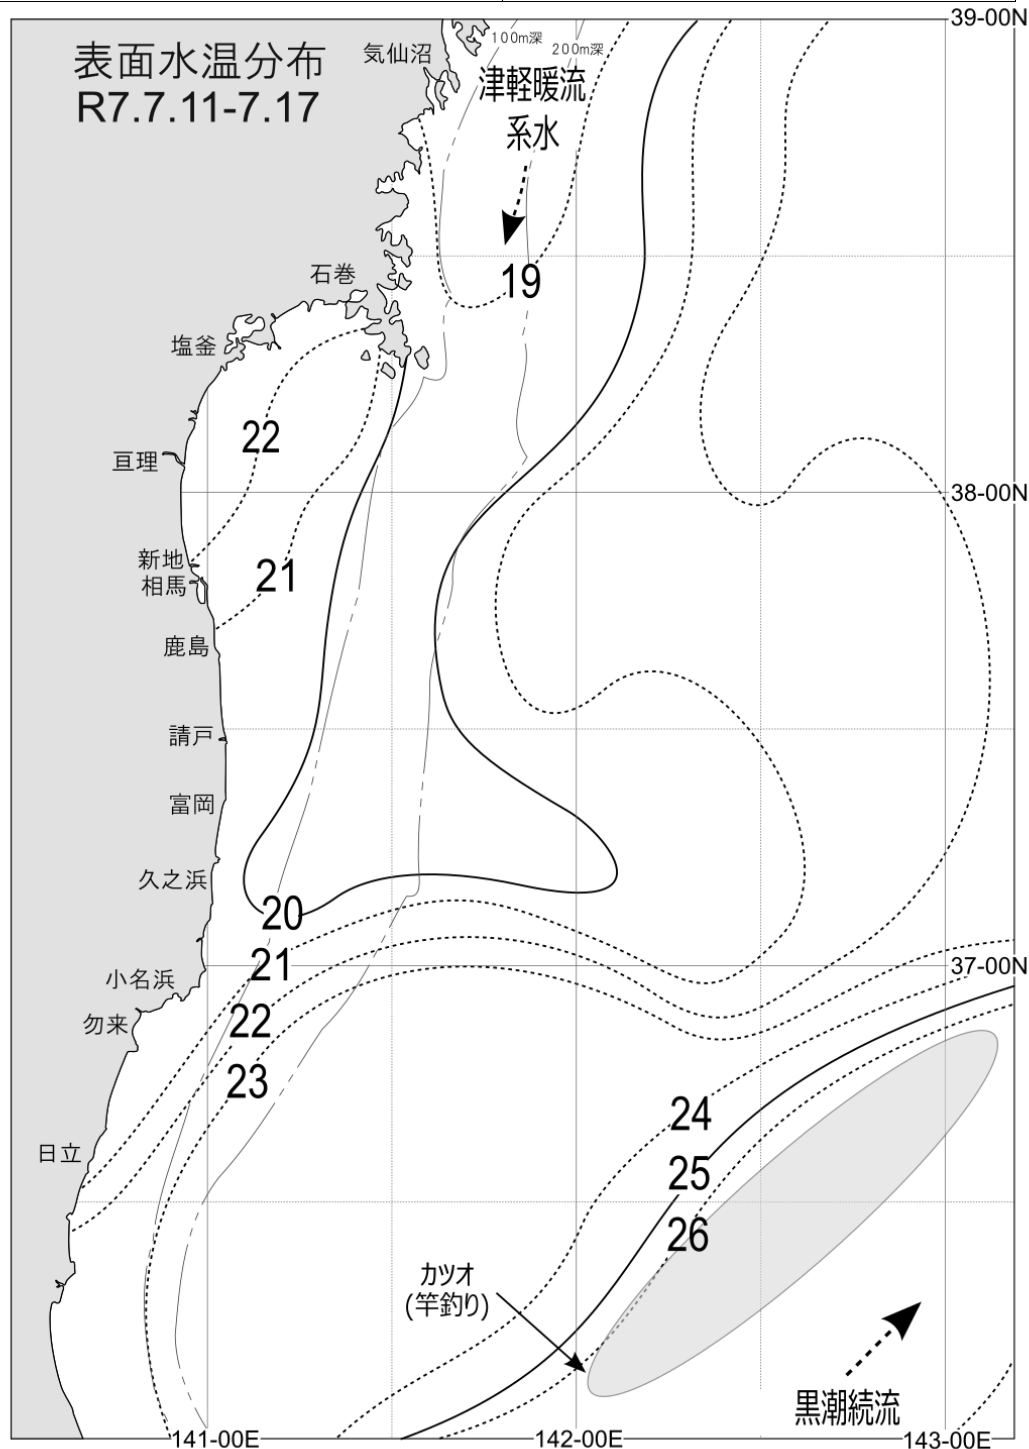 39-00N
表面水温分布
R7.7.11-7.17
気仙沼
100m深
200m深
津軽暖流
系水
19
石巻
塩釜
22
亘理
38-00N
新地
相馬
21
鹿島
請戸
富岡
久之浜
20
21
37-00N
小名浜
勿来
22
23
24
日立
25
26
カツオ
(竿釣り)
黒潮続流
141-00E
142-00E
143-00E